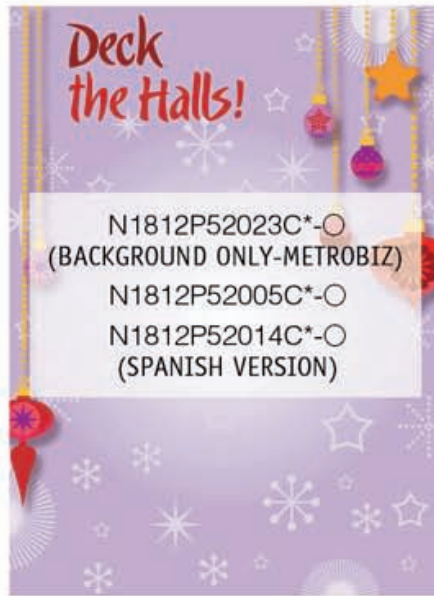 Deck
the Halls!
N1812P52023C*-○
(BACKGROUND ONLY-METROBIZ)
N1812P52005C*-○
N1812P52014C*-○
(SPANISH VERSION)